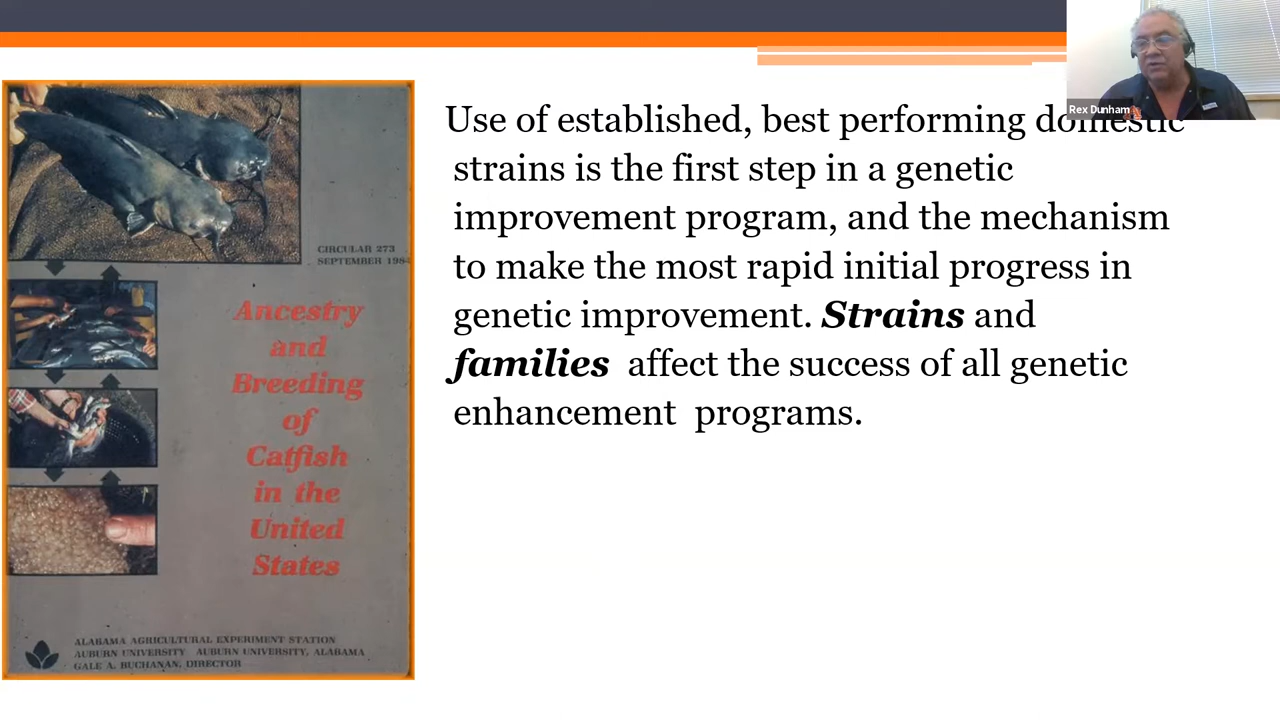 Rex Dunham
Use of established, best performing domestic
strains is the first step in a genetic
improvement program, and the mechanism
to make the most rapid initial progress in
genetic improvement. Strains and
families affect the success of all genetic
enhancement programs.
CIRCULAR 273
SEPTEMBER 1984
Ancestry
and
Breeding
of
Catfish
in the
United
States
ALABAMA AGRICULTURAL EXPERIMENT STATION
AUBURN UNIVERSITY AUBURN UNIVERSITY, ALABAMA
GALE A. BUCHANAN, DIRECTOR